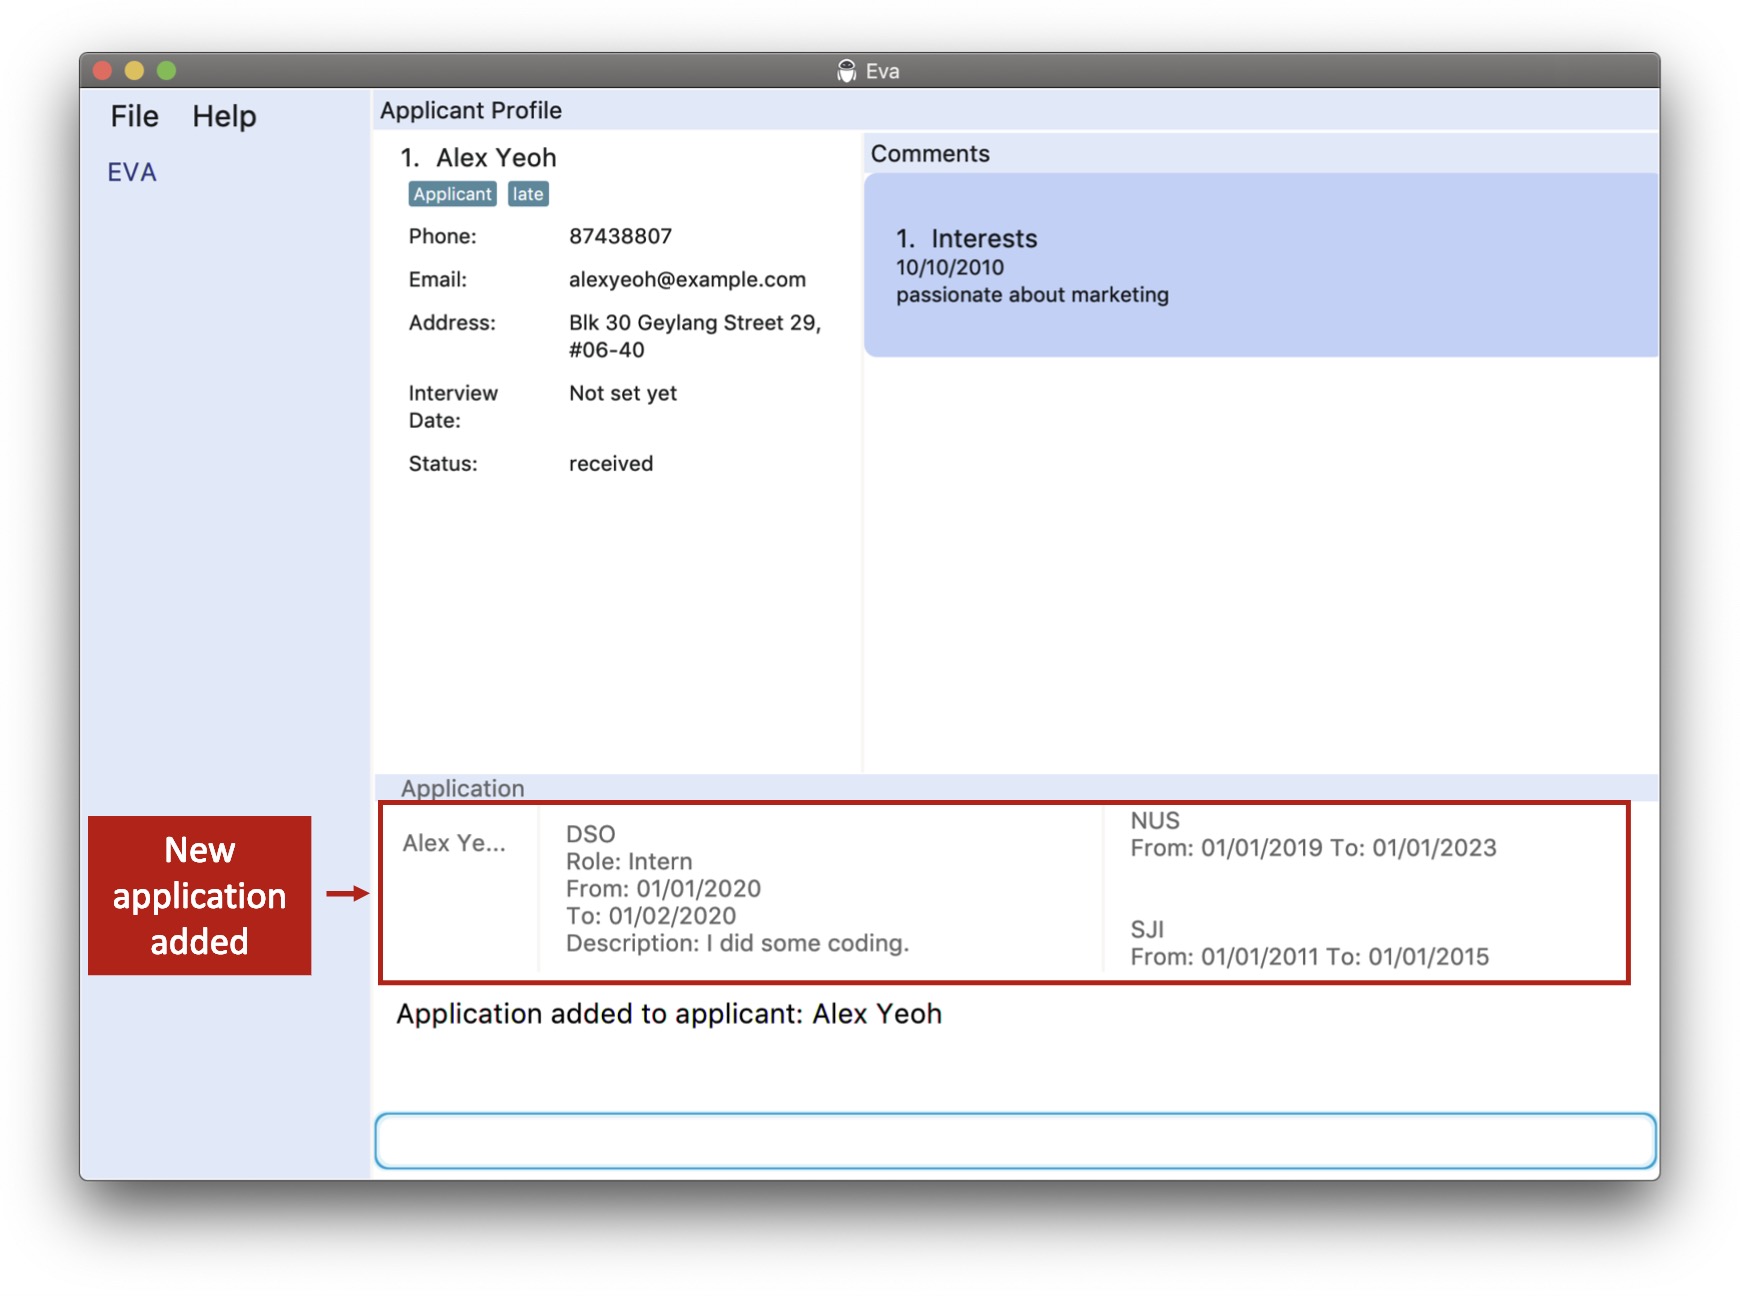 Eva
File Help
EVA
Applicant Profile
1. Alex Yeoh
Applicant late
Phone: 87438807
Email: alexyeoh@example.com
Address: Blk 30 Geylang Street 29,
#06-40
Interview Not set yet
Date:
Status: received
Comments
1. Interests
10/10/2010
passionate about marketing
Application
New
application
added
Alex Ye...
DSO
Role: Intern
From: 01/01/2020
To: 01/02/2020
Description: I did some coding.
NUS
From: 01/01/2019 To: 01/01/2023
SJI
From: 01/01/2011 To: 01/01/2015
Application added to applicant: Alex Yeoh